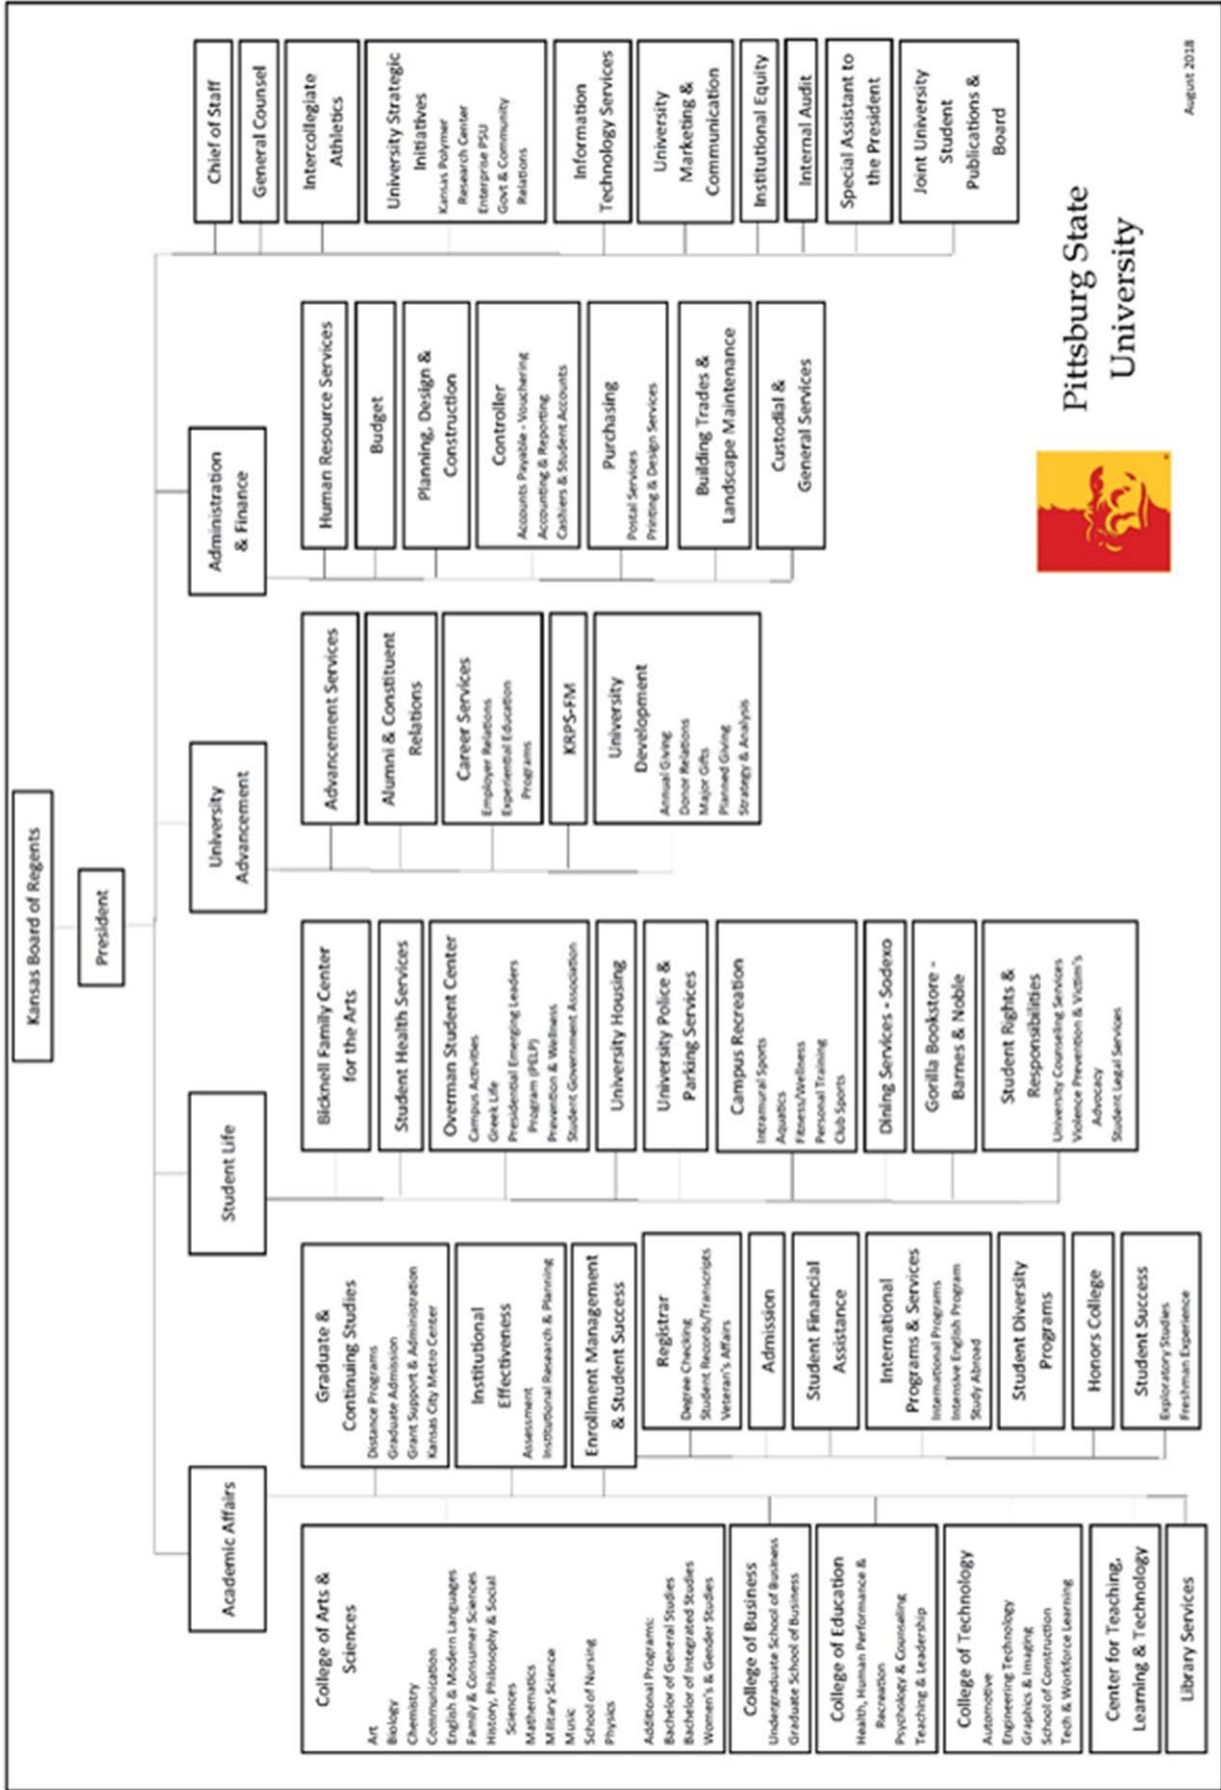 Kansas Board of Regents
President
Academic Affairs
College of Arts &
Sciences
Art
Biology
Chemistry
Communication
English & Modern Languages
Family & Consumer Sciences
History, Philosophy & Social
Sciences
Mathematics
Military Science
Music
School of Nursing
Physics
Additional Programs:
Bachelor of General Studies
Bachelor of Integrated Studies
Women's & Gender Studies
College of Business
Undergraduate School of Business
Graduate School of Business
College of Education
Health, Human Performance &
Recreation
Psychology & Counseling
Teaching & Leadership
College of Technology
Automotive
Engineering Technology
Graphics & Imaging
School of Construction
Tech & Workforce Learning
Center for Teaching,
Learning & Technology
Library Services
Graduate &
Continuing Studies
Distance Programs
Graduate Admission
Grant Support & Administration
Kansas City Metro Center
Institutional
Effectiveness
Assessment
Institutional Research & Planning
Enrollment Management
& Student Success
Registrar
Degree Checking
Student Records/Transcripts
Veteran's Affairs
Admission
Student Financial
Assistance
International
Programs & Services
International Programs
Intensive English Program
Study Abroad
Student Diversity
Programs
Honors College
Student Success
Exploratory Studies
Freshman Experience
Student Life
Bicknell Family Center
for the Arts
Student Health Services
Overman Student Center
Campus Activities
Greek Life
Presidential Emerging Leaders
Program (PELP)
Prevention & Wellness
Student Government Association
University Housing
University Police &
Parking Services
Campus Recreation
Intramural Sports
Aquatics
Fitness/Wellness
Personal Training
Club Sports
Dining Services - Sodexo
Gorilla Bookstore -
Barnes & Noble
Student Rights &
Responsibilities
University Counseling Services
Violence Prevention & Victim's
Advocacy
Student Legal Services
University
Advancement
Advancement Services
Alumni & Constituent
Relations
Career Services
Employer Relations
Experiential Education
Programs
KRPS-FM
University
Development
Annual Giving
Donor Relations
Major Gifts
Planned Giving
Strategy & Analysis
Administration
& Finance
Human Resource Services
Budget
Planning, Design &
Construction
Controller
Accounts Payable - Vouchering
Accounting & Reporting
Cashiers & Student Accounts
Purchasing
Postal Services
Printing & Design Services
Building Trades &
Landscape Maintenance
Custodial &
General Services
Chief of Staff
General Counsel
Intercollegiate
Athletics
University Strategic
Initiatives
Kansas Polymer
Research Center
Enterprise PSU
Govt & Community
Relations
Information
Technology Services
University
Marketing &
Communication
Institutional Equity
Internal Audit
Special Assistant to
the President
Joint University
Student
Publications &
Board
Pittsburg State
University
August 2018